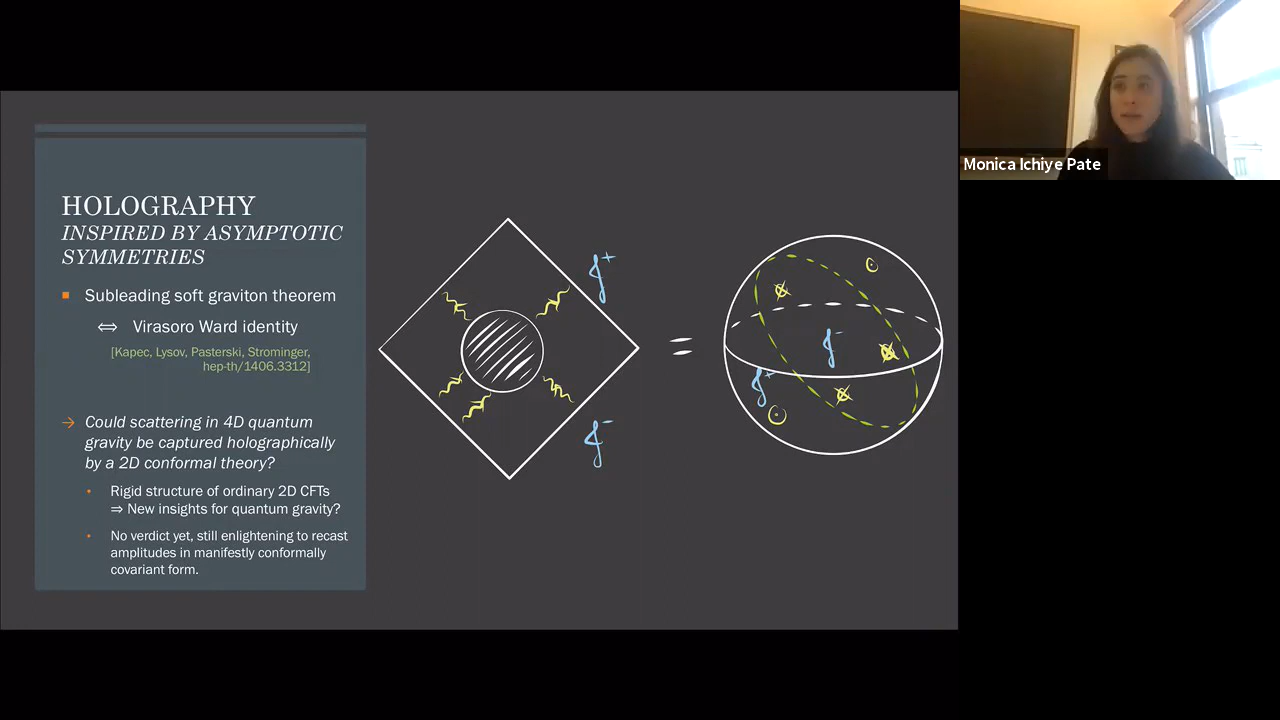 HOLOGRAPHY
INSPIRED BY ASYMPTOTIC
SYMMETRIES
Subleading soft graviton theorem
⇔ Virasoro Ward identity
[Kapec, Lysov, Pasterski, Strominger,
hep-th/1406.3312]
→ Could scattering in 4D quantum
gravity be captured holographically
by a 2D conformal theory?
Rigid structure of ordinary 2D CFTs
⇒ New insights for quantum gravity?
No verdict yet, still enlightening to recast
amplitudes in manifestly conformally
covariant form.
𝒥⁺
𝒥⁻
=
𝒥⁻
𝒥⁺
Monica Ichiye Pate